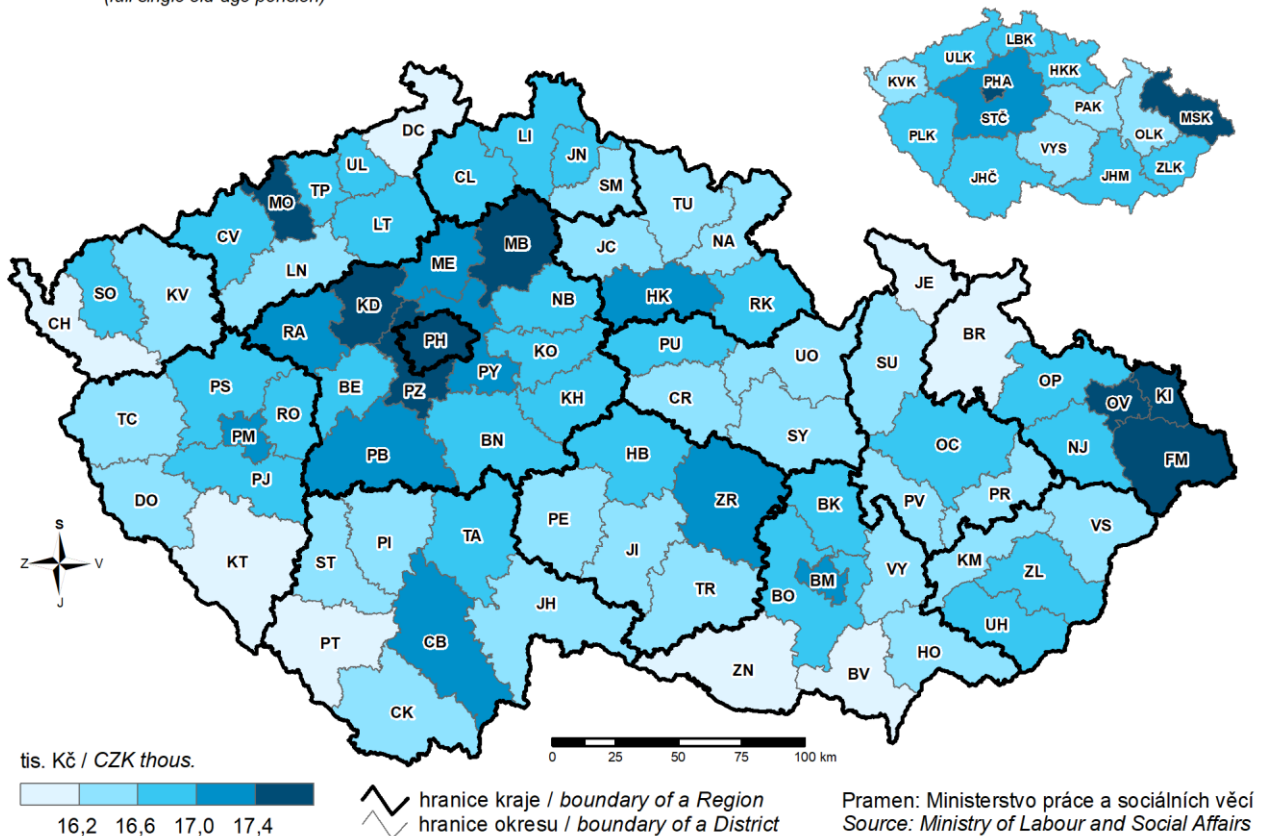 (full single old-age pension)
LBK
ULK
HKK
KVK
PHA
STČ
PAK
MSK
PLK
OLK
VYS
ZLK
JHČ
JHM
DC
LI
UL
JN
TP
CL
SM
MO
LT
TU
CV
MB
JC
NA
ME
LN
SO
KV
KD
NB
HK
RK
JE
CH
RA
PH
BR
PU
UO
SU
KO
PS
BE
PZ
PY
OP
KI
RO
KH
CR
OV
TC
PM
BN
SY
OC
NJ
FM
PB
HB
PJ
DO
ZR
BK
PV
PR
VS
S
TA
PE
PI
JI
Z
V
KT
ST
KM
ZL
VY
BM
J
TR
BO
JH
UH
PT
CB
HO
ZN
BV
CK
tis. Kč / CZK thous.
16,2 16,6 17,0 17,4
0 25 50 75 100 km
hranice kraje / boundary of a Region
hranice okresu / boundary of a District
Pramen: Ministerstvo práce a sociálních věcí
Source: Ministry of Labour and Social Affairs